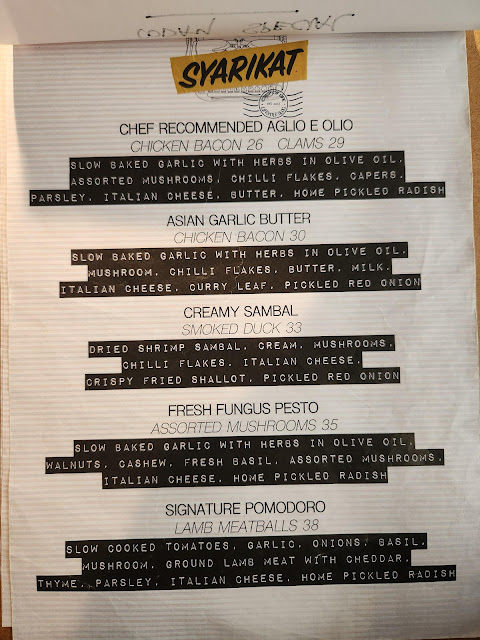 SYARIKAT
CHEF RECOMMENDED AGLIO E OLIO
CHICKEN BACON 26 CLAMS 29
SLOW BAKED GARLIC WITH HERBS IN OLIVE OIL,
ASSORTED MUSHROOMS, CHILLI FLAKES, CAPERS,
PARSLEY, ITALIAN CHEESE, BUTTER, HOME PICKLED RADISH
ASIAN GARLIC BUTTER
CHICKEN BACON 30
SLOW BAKED GARLIC WITH HERBS IN OLIVE OIL,
MUSHROOM, CHILLI FLAKES, BUTTER, MILK,
ITALIAN CHEESE, CURRY LEAF, PICKLED RED ONION
CREAMY SAMBAL
SMOKED DUCK 33
DRIED SHRIMP SAMBAL, CREAM, MUSHROOMS,
CHILLI FLAKES, ITALIAN CHEESE,
CRISPY FRIED SHALLOT, PICKLED RED ONION
FRESH FUNGUS PESTO
ASSORTED MUSHROOMS 35
SLOW BAKED GARLIC WITH HERBS IN OLIVE OIL,
WALNUTS, CASHEW, FRESH BASIL, ASSORTED MUSHROOMS,
ITALIAN CHEESE, HOME PICKLED RADISH
SIGNATURE POMODORO
LAMB MEATBALLS 38
SLOW COOKED TOMATOES, GARLIC, ONIONS, BASIL,
MUSHROOM, GROUND LAMB MEAT WITH CHEDDAR,
THYME, PARSLEY, ITALIAN CHEESE, HOME PICKLED RADISH